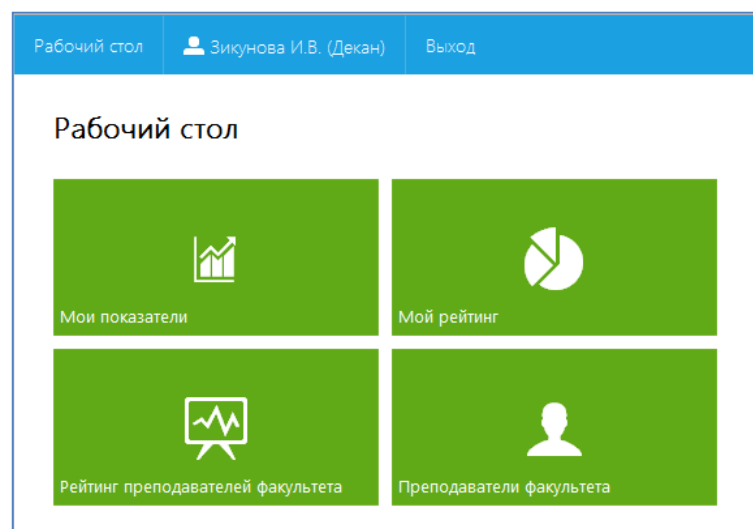 Рабочий стол
Зикунова И.В. (Декан)
Выход
Рабочий стол
Мои показатели
Мой рейтинг
Рейтинг преподавателей факультета
Преподаватели факультета